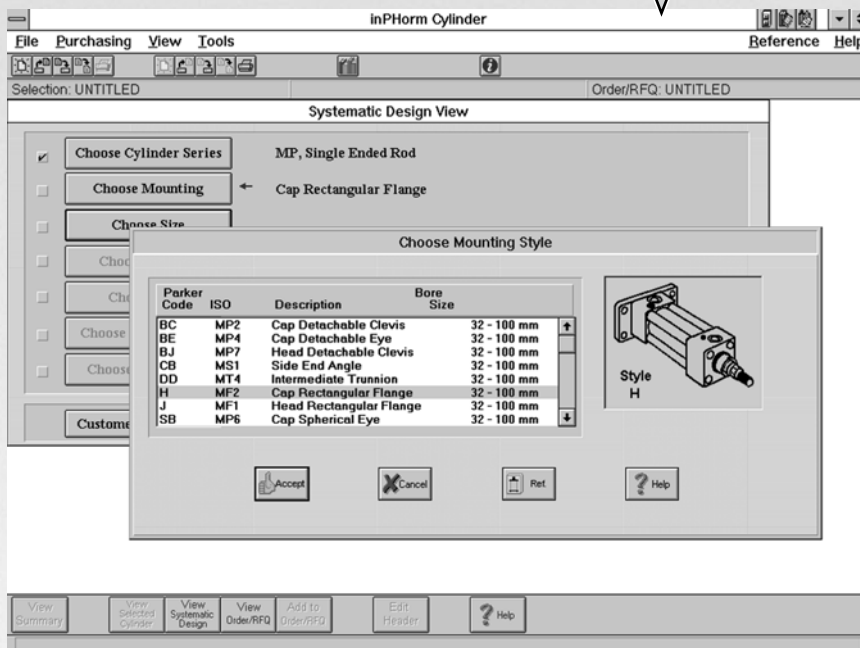 inPHorm Cylinder
File Purchasing View Tools Reference Help
Selection: UNTITLED Order/RFQ: UNTITLED
Systematic Design View
Choose Cylinder Series MP, Single Ended Rod
Choose Mounting Cap Rectangular Flange
Choose Size
Choose Mounting Style
Parker Code ISO Description Bore Size
BC MP2 Cap Detachable Clevis 32 - 100 mm
BE MP4 Cap Detachable Eye 32 - 100 mm
BJ MP7 Head Detachable Clevis 32 - 100 mm
CB MS1 Side End Angle 32 - 100 mm
DD MT4 Intermediate Trunnion 32 - 100 mm
H MF2 Cap Rectangular Flange 32 - 100 mm
J MF1 Head Rectangular Flange 32 - 100 mm
SB MP6 Cap Spherical Eye 32 - 100 mm
Style
H
Choose
Choose
Custome
Accept Cancel Ret Help
View Summary View Selected Cylinder View Systematic Design View Order/RFQ Add to Order/RFQ Edit Header Help